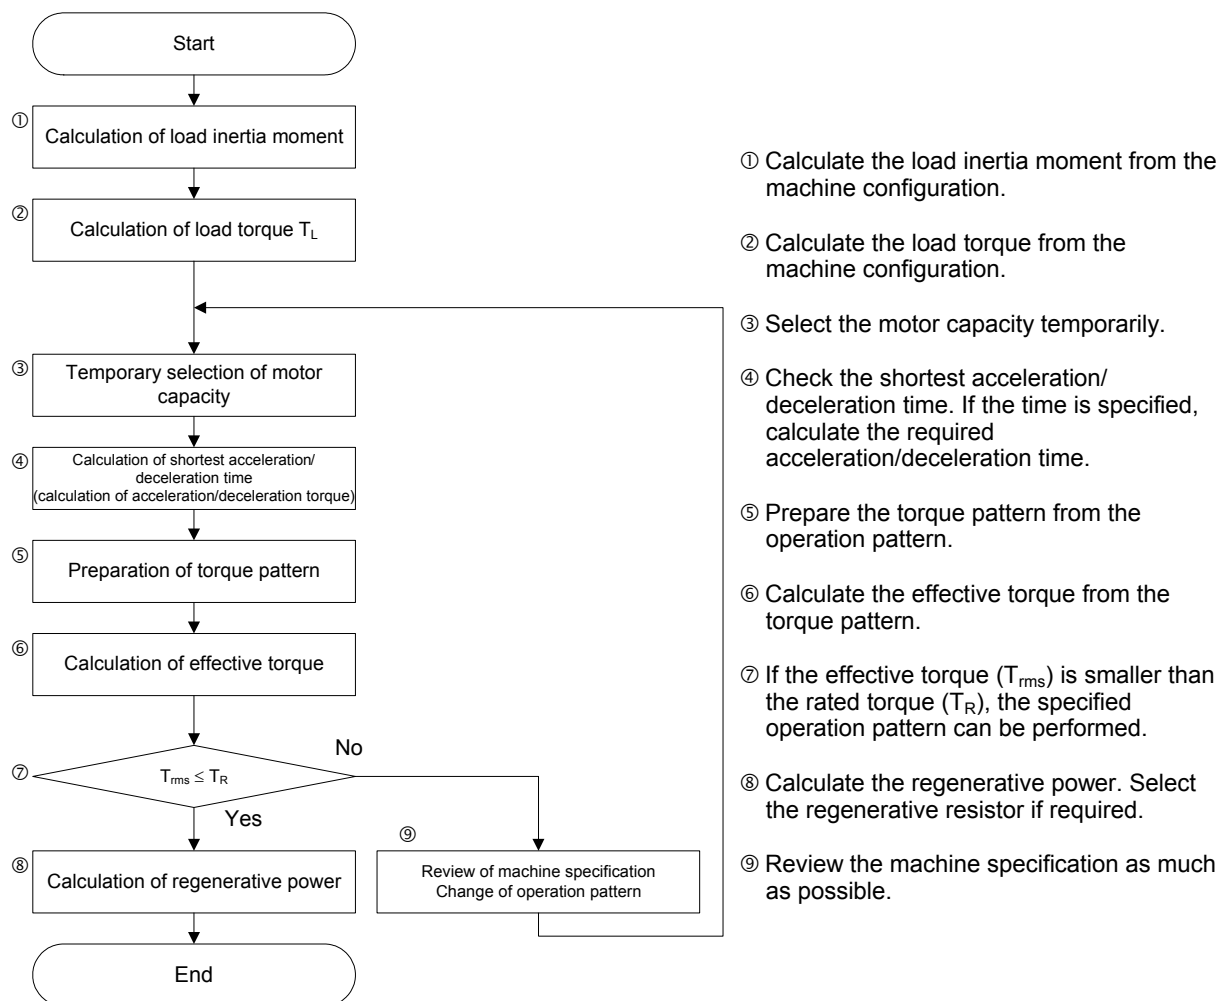 Start
①
Calculation of load inertia moment
②
Calculation of load torque T_L
③
Temporary selection of motor
capacity
④
Calculation of shortest acceleration/
deceleration time
(calculation of acceleration/deceleration torque)
⑤
Preparation of torque pattern
⑥
Calculation of effective torque
⑦
T_rms ≤ T_R
No
Yes
⑧
Calculation of regenerative power
⑨
Review of machine specification
Change of operation pattern
End
① Calculate the load inertia moment from the
machine configuration.
② Calculate the load torque from the
machine configuration.
③ Select the motor capacity temporarily.
④ Check the shortest acceleration/
deceleration time. If the time is specified,
calculate the required
acceleration/deceleration time.
⑤ Prepare the torque pattern from the
operation pattern.
⑥ Calculate the effective torque from the
torque pattern.
⑦ If the effective torque (T_rms) is smaller than
the rated torque (T_R), the specified
operation pattern can be performed.
⑧ Calculate the regenerative power. Select
the regenerative resistor if required.
⑨ Review the machine specification as much
as possible.